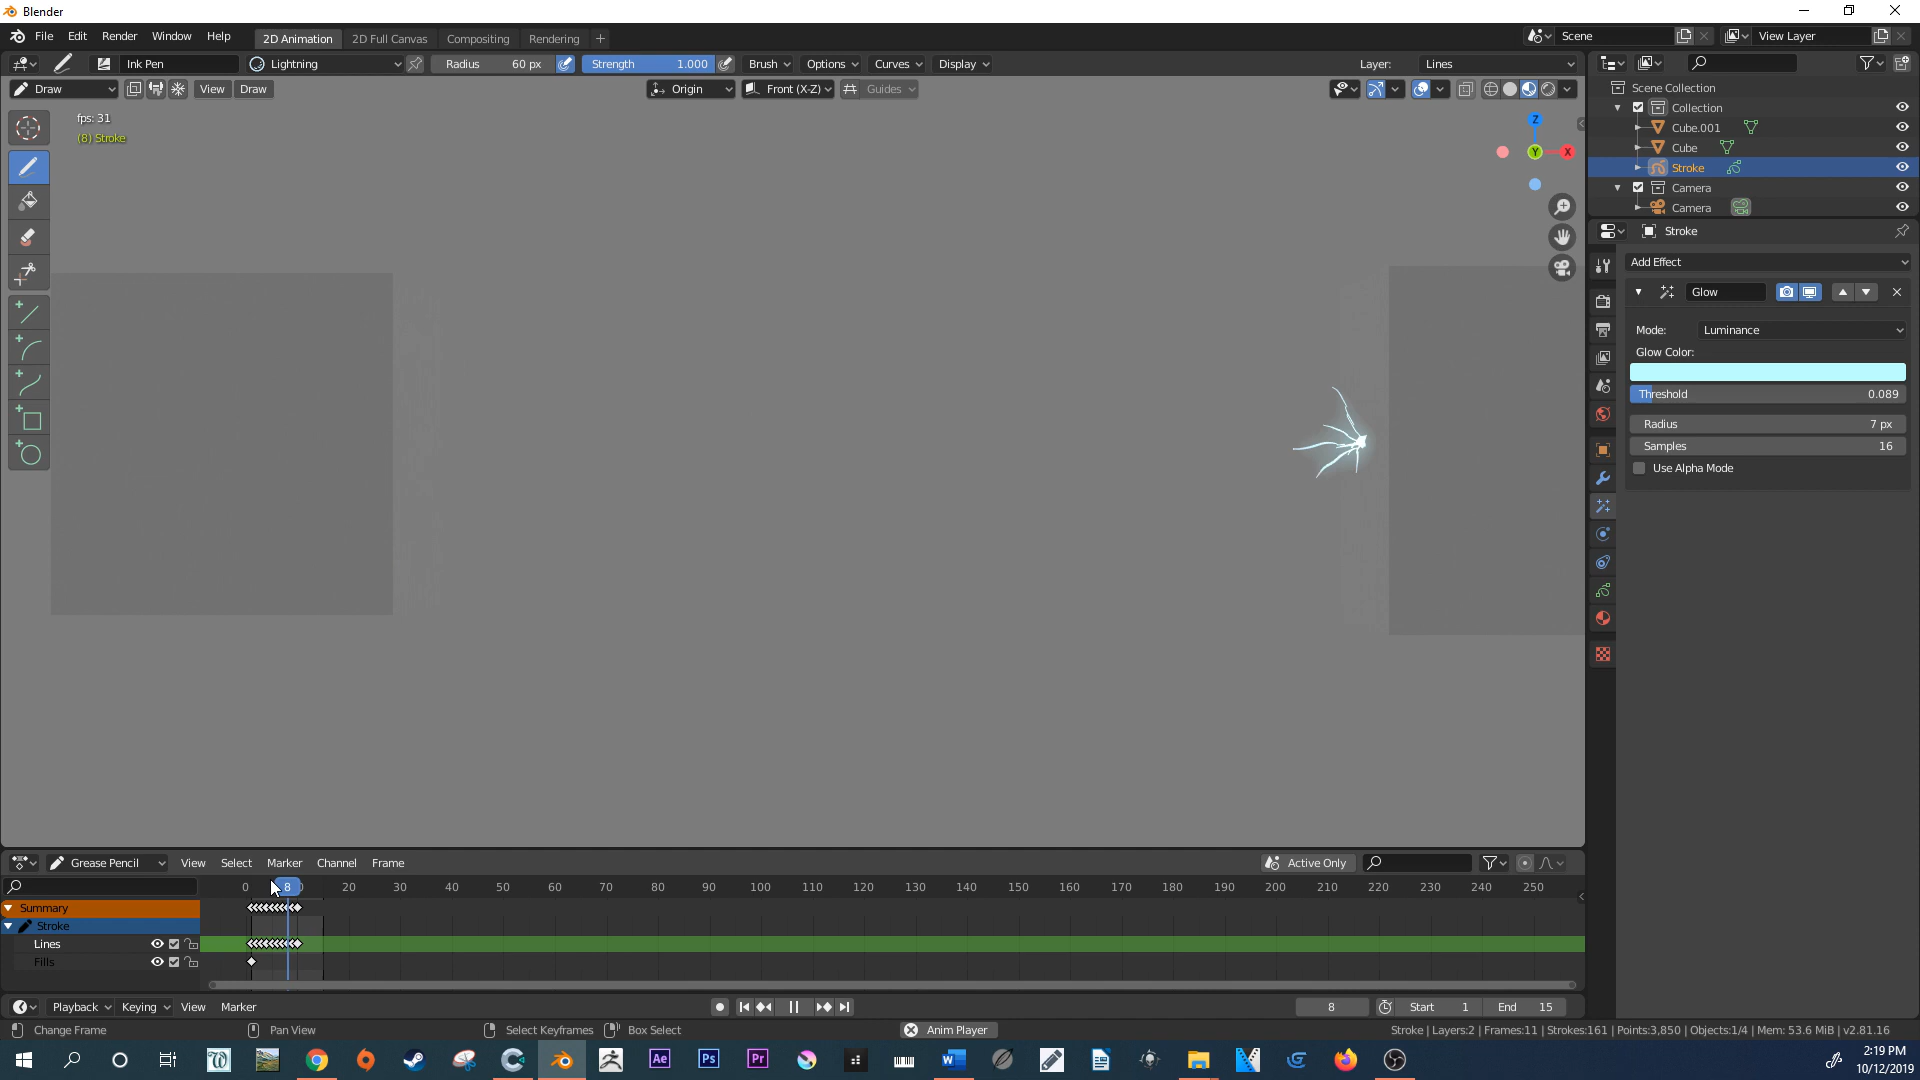 Blender
File Edit Render Window Help 2D Animation 2D Full Canvas Compositing Rendering + Scene View Layer
Ink Pen Lightning Radius 60 px Strength 1.000 Brush Options Curves Display Layer: Lines
Draw View Draw Origin Front (X-Z) Guides
fps: 31
(8) Stroke
Z
Y X
Scene Collection
Collection
Cube.001
Cube
Stroke
Camera
Camera
Stroke
Add Effect
Glow
Mode: Luminance
Glow Color:
Threshold 0.089
Radius 7 px
Samples 16
Use Alpha Mode
Grease Pencil View Select Marker Channel Frame Active Only
0 8 20 30 40 50 60 70 80 90 100 110 120 130 140 150 160 170 180 190 200 210 220 230 240 250
Summary
Stroke
Lines
Fills
Playback Keying View Marker 8 Start 1 End 15
Change Frame Pan View Select Keyframes Box Select Anim Player Stroke | Layers:2 | Frames:11 | Strokes:161 | Points:3,850 | Objects:1/4 | Mem: 53.6 MiB | v2.81.16
Ae Ps Pr
2:19 PM
10/12/2019